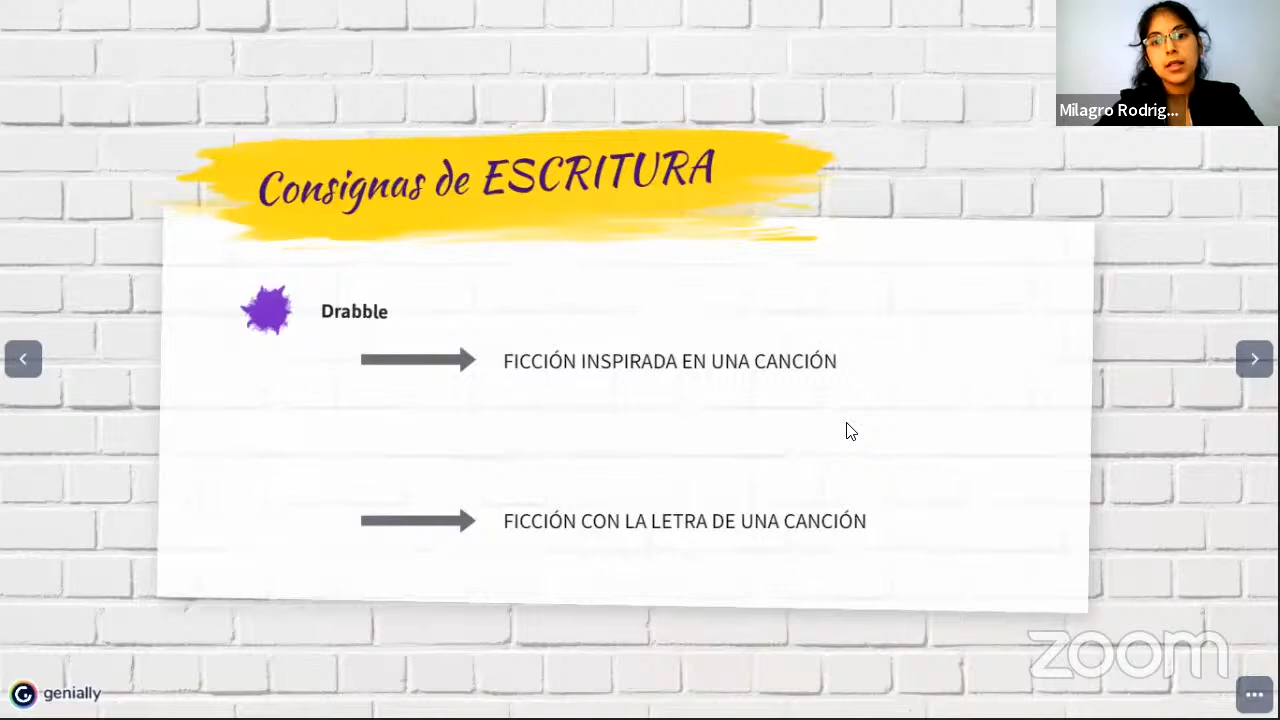 Milagro Rodrig...
Consignas de ESCRITURA
Drabble
FICCIÓN INSPIRADA EN UNA CANCIÓN
FICCIÓN CON LA LETRA DE UNA CANCIÓN
zoom
genially